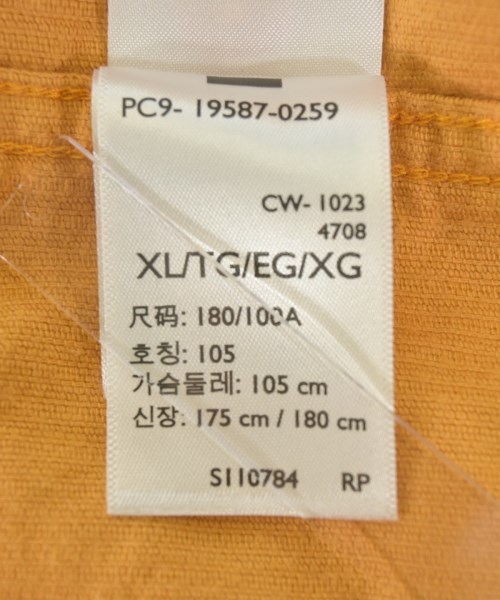 PC9- 19587-0259
CW- 1023
4708
XL/TG/EG/XG
尺码: 180/100A
호칭: 105
가슴둘레: 105 cm
신장: 175 cm / 180 cm
S110784 RP